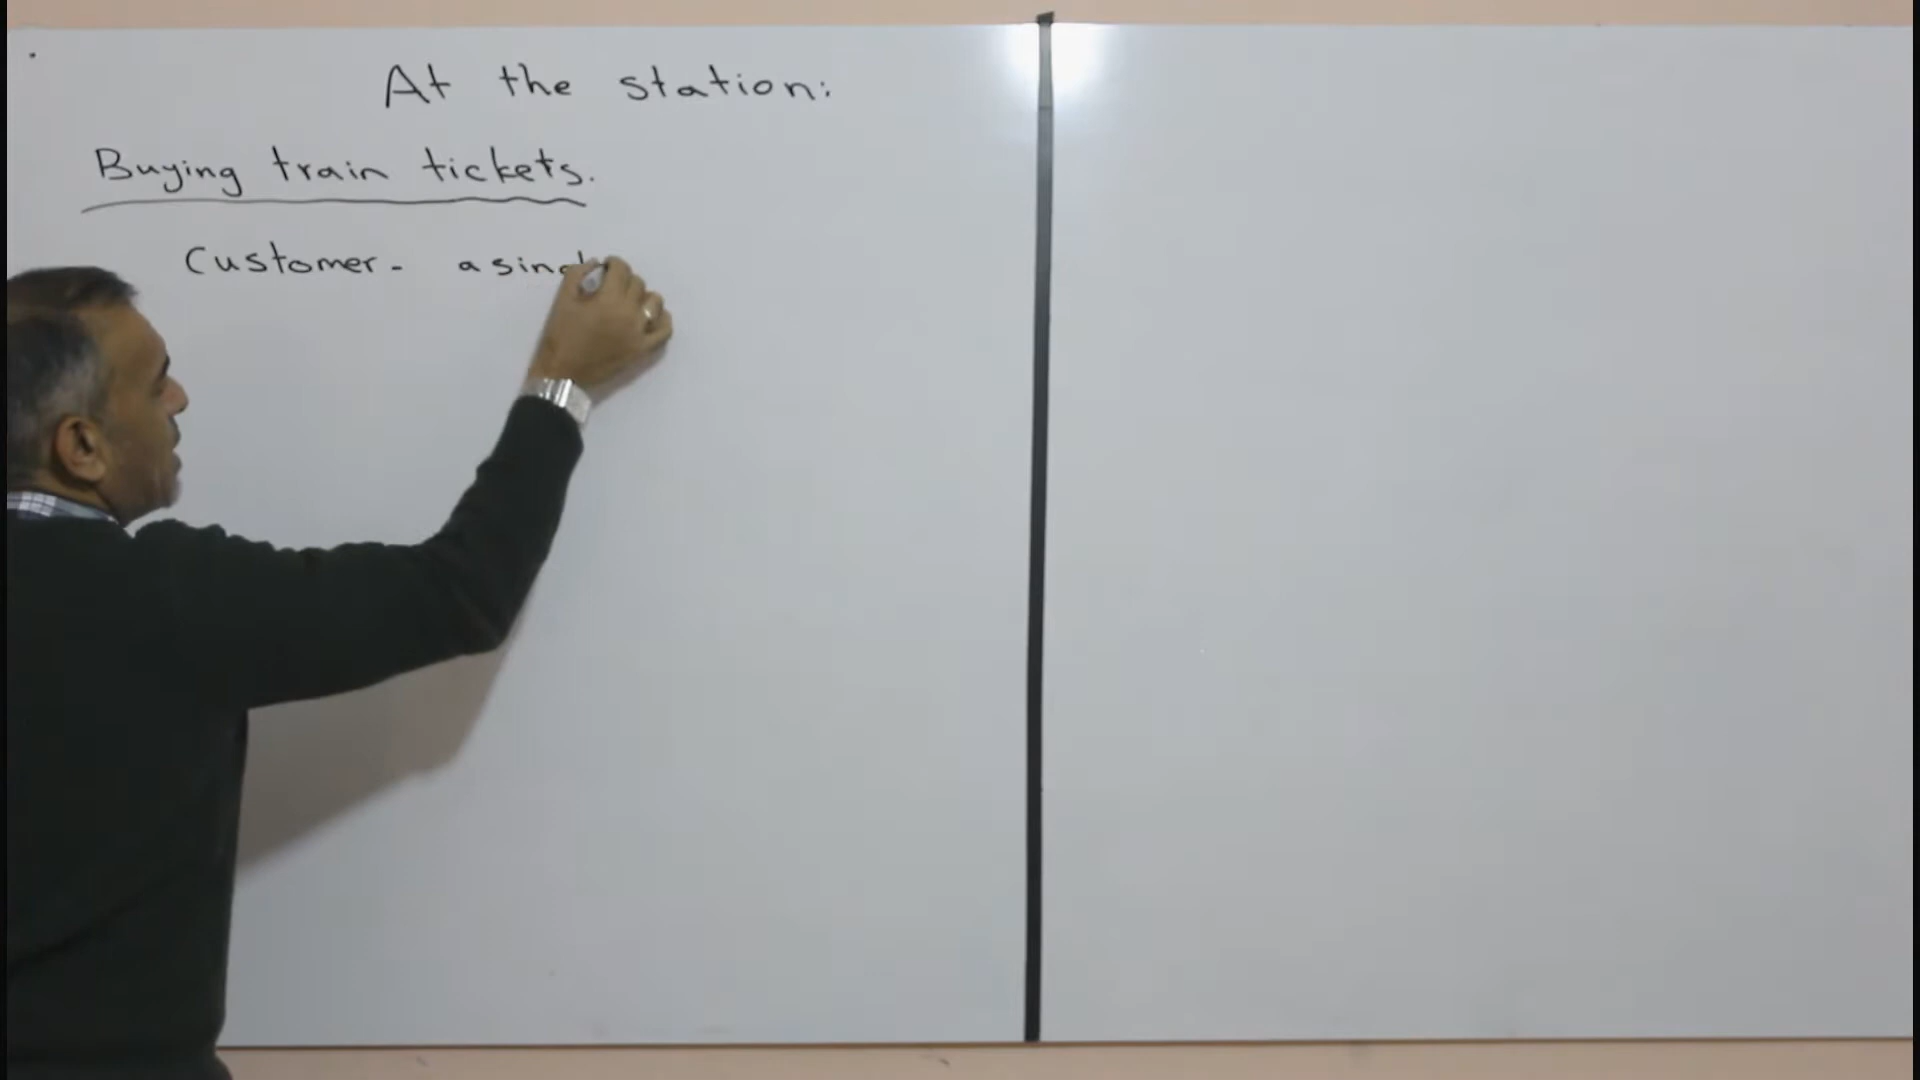 At the station:
Buying train tickets.
Customer - a